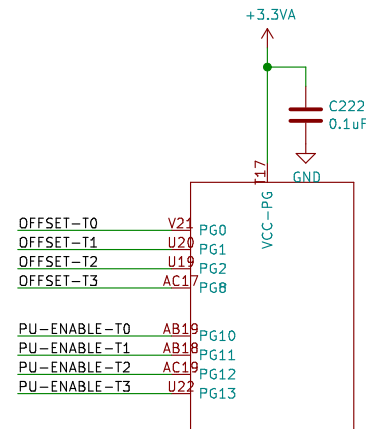 +3.3VA
C222
0.1uF
GND
T17
VCC-PG
OFFSET-T0 V21 PG0
OFFSET-T1 U20 PG1
OFFSET-T2 U19 PG2
OFFSET-T3 AC17 PG8
PU-ENABLE-T0 AB19 PG10
PU-ENABLE-T1 AB18 PG11
PU-ENABLE-T2 AC19 PG12
PU-ENABLE-T3 U22 PG13